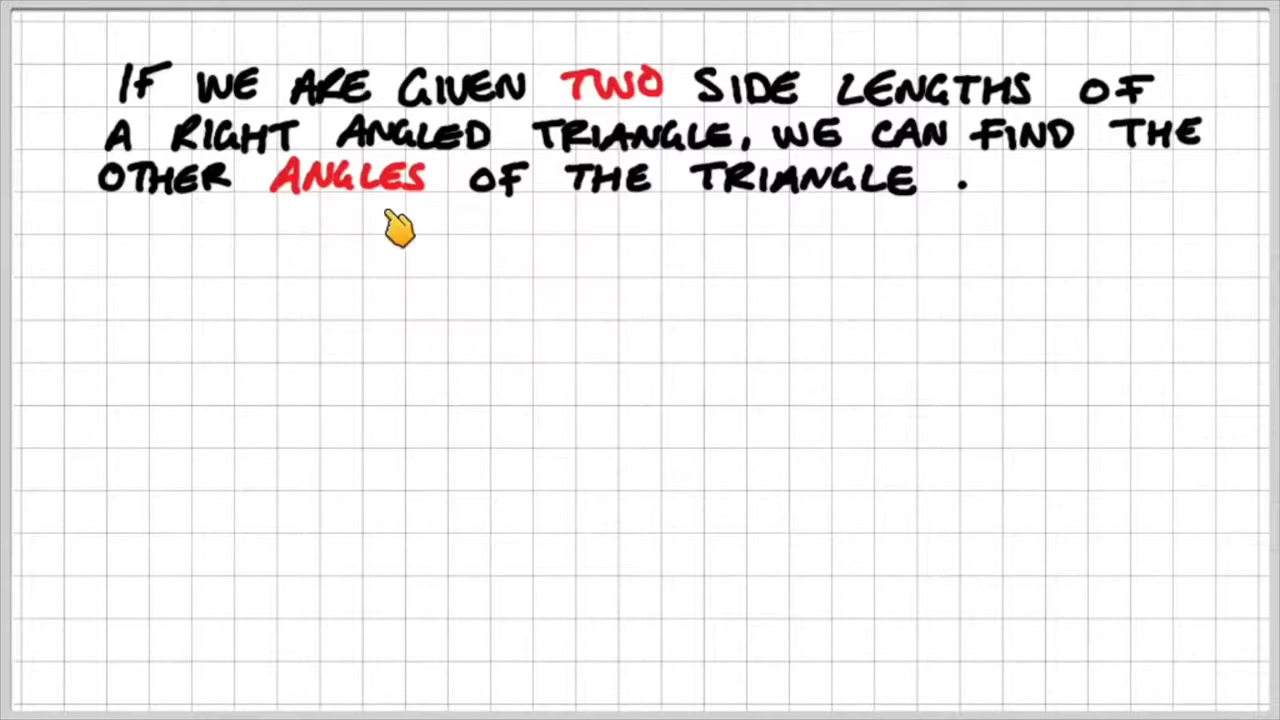 IF WE ARE GIVEN TWO SIDE LENGTHS OF
A RIGHT ANGLED TRIANGLE, WE CAN FIND THE
OTHER ANGLES OF THE TRIANGLE .